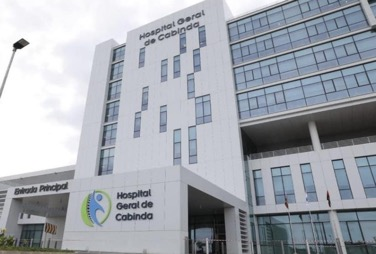 Hospital Geral
de Cabinda
Entrada Principal
Hospital
Geral de
Cabinda